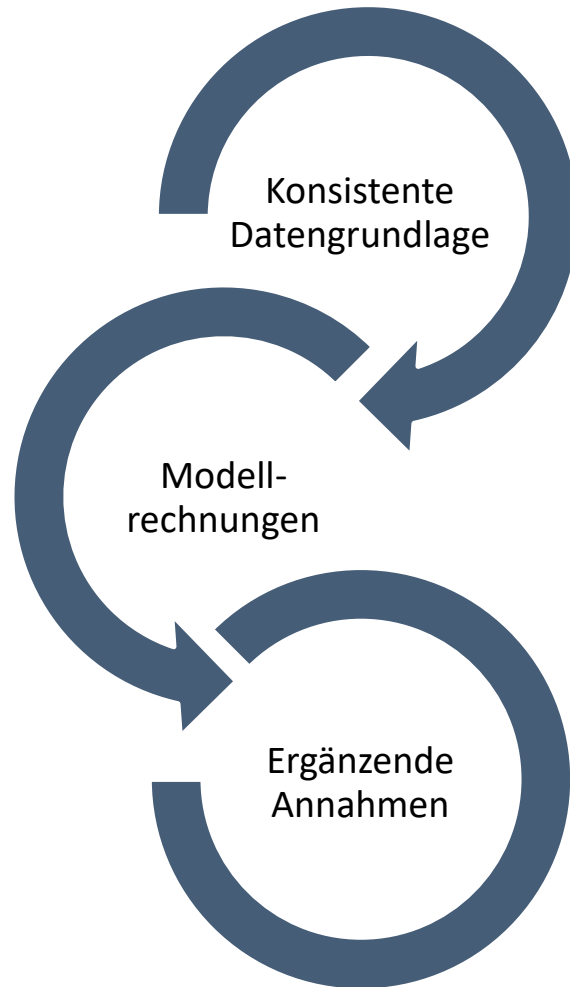 Konsistente
Datengrundlage
Modell-
rechnungen
Ergänzende
Annahmen